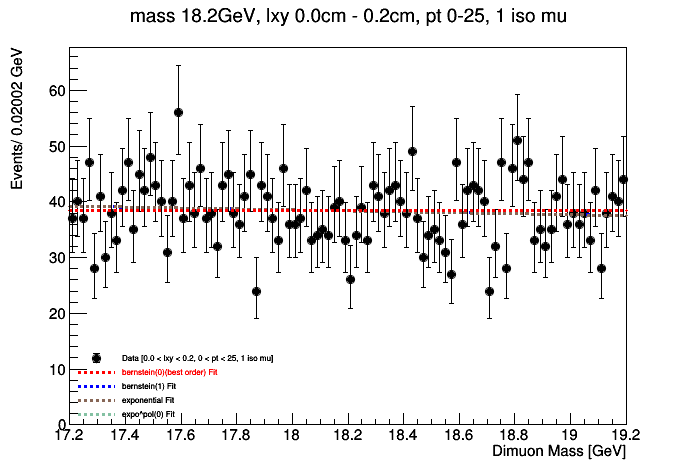 mass 18.2GeV, lxy 0.0cm - 0.2cm, pt 0-25, 1 iso mu
Events/ 0.02002 GeV
60
50
40
30
20
10
0
Data [0.0 < lxy < 0.2, 0 < pt < 25, 1 iso mu]
bernstein(0)(best order) Fit
bernstein(1) Fit
exponential Fit
expo*pol(0) Fit
17.2 17.4 17.6 17.8 18 18.2 18.4 18.6 18.8 19 19.2
Dimuon Mass [GeV]